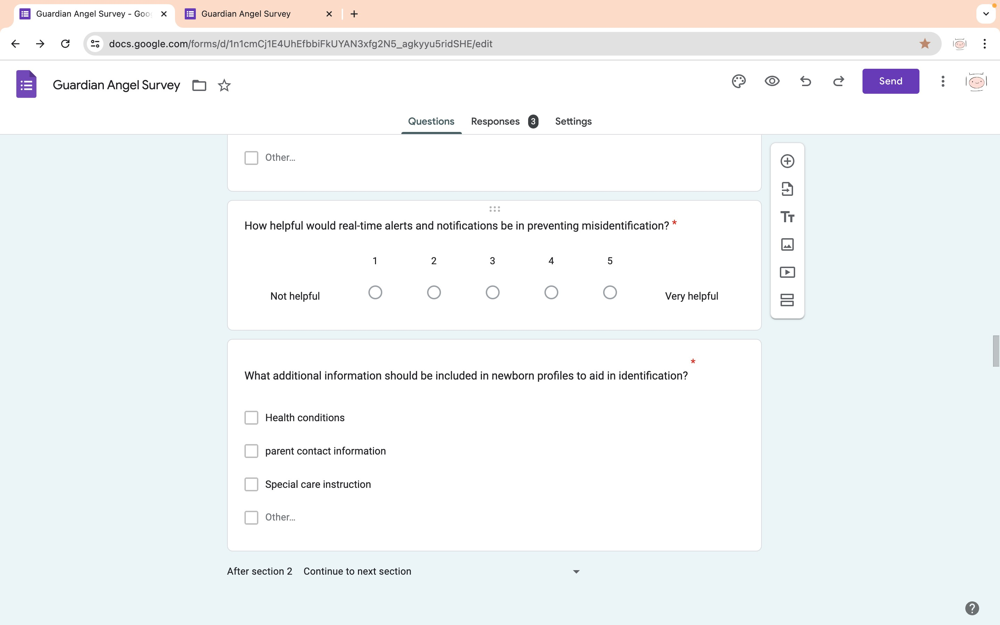 Guardian Angel Survey - Goo
Guardian Angel Survey
docs.google.com/forms/d/1n1cmCj1E4UhEfbbiFkUYAN3xfg2N5_agkyyu5ridSHE/edit
Guardian Angel Survey
Send
Questions Responses 3 Settings
Other...
How helpful would real-time alerts and notifications be in preventing misidentification? *
1 2 3 4 5
Not helpful Very helpful
*
What additional information should be included in newborn profiles to aid in identification?
Health conditions
parent contact information
Special care instruction
Other...
After section 2 Continue to next section